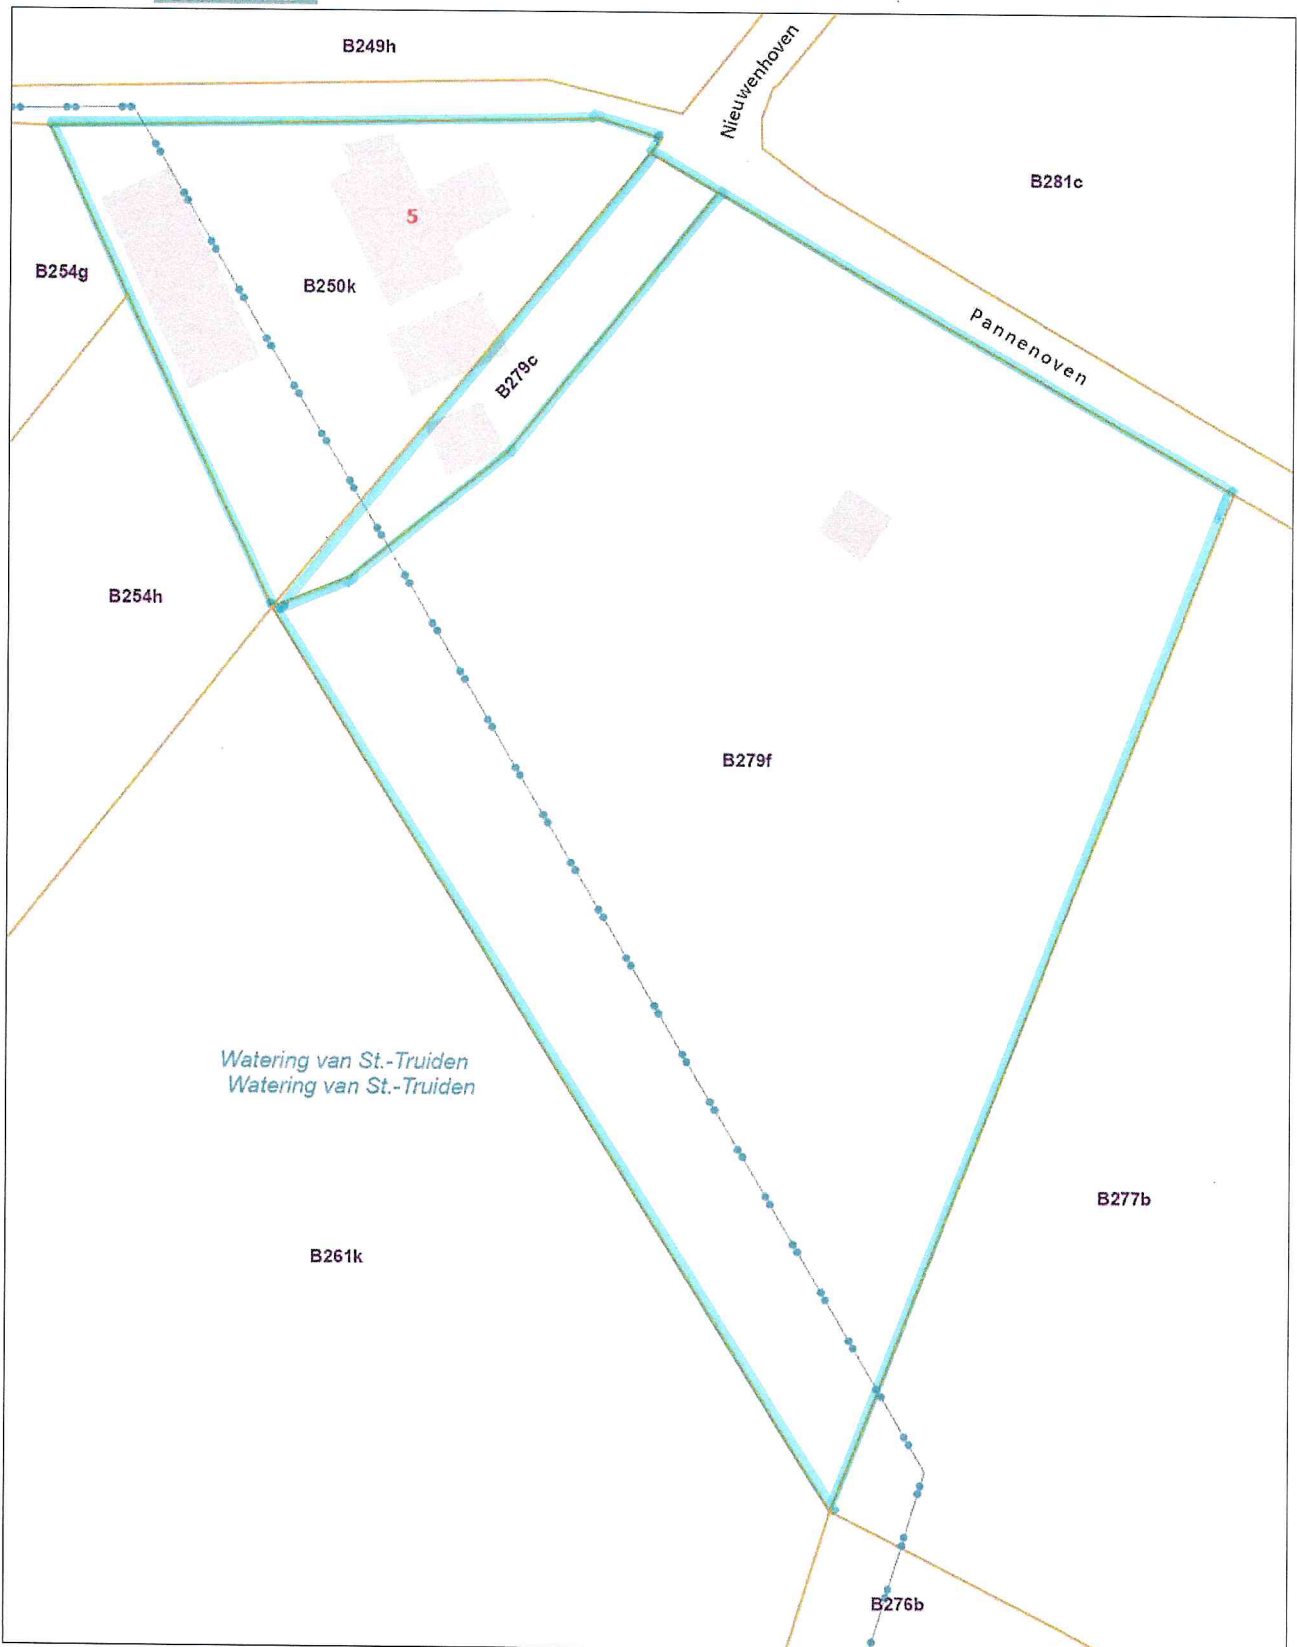 B249h
Nieuwenhoven
B281c
5
B254g
B250k
Pannenoven
B279c
B254h
B279f
Watering van St.-Truiden
Watering van St.-Truiden
B277b
B261k
B276b